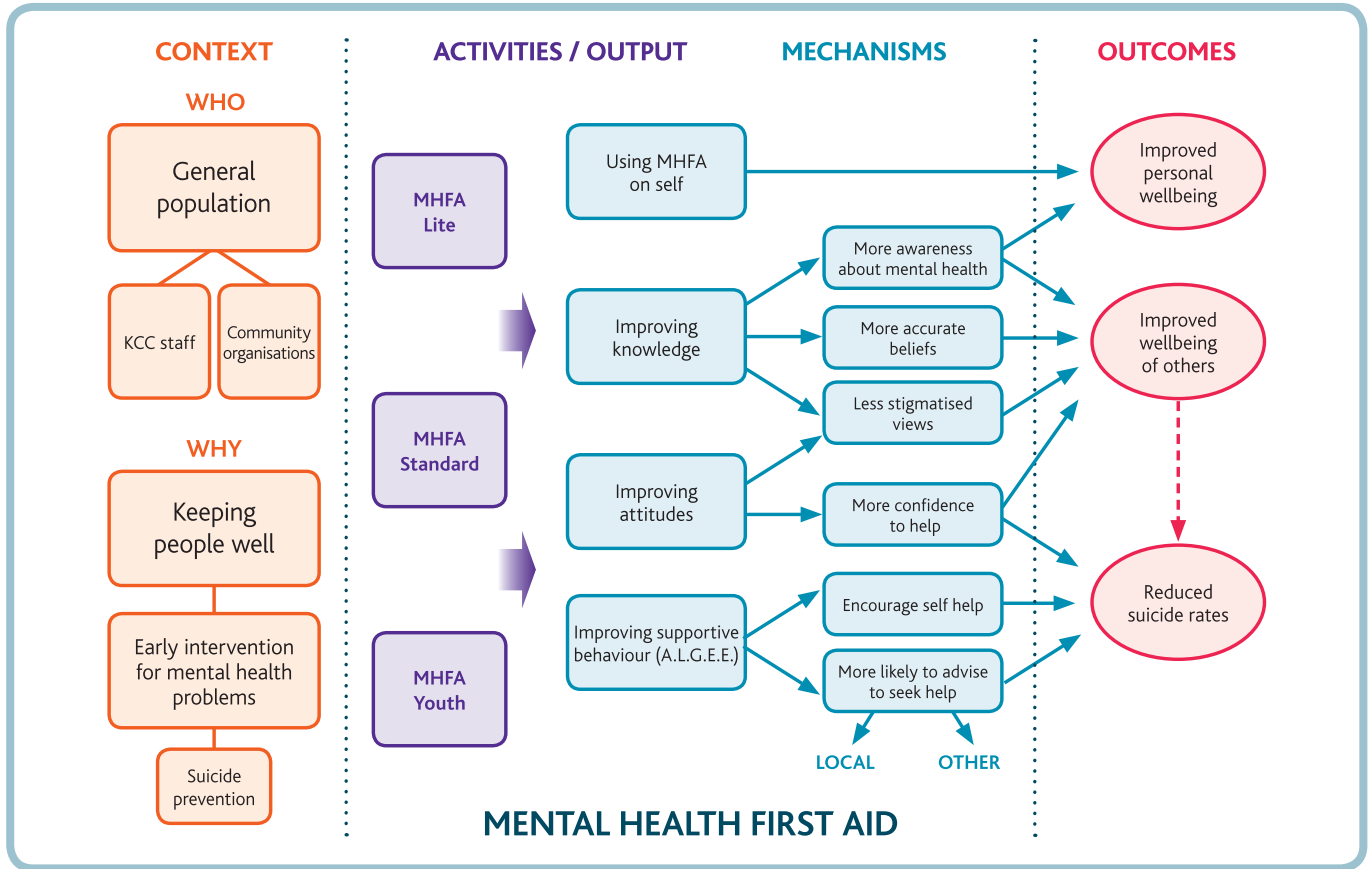 CONTEXT
WHO
General
population
KCC staff
Community
organisations
WHY
Keeping
people well
Early intervention
for mental health
problems
Suicide
prevention
ACTIVITIES / OUTPUT
MHFA
Lite
MHFA
Standard
MHFA
Youth
MECHANISMS
Using MHFA
on self
Improving
knowledge
Improving
attitudes
Improving supportive
behaviour (A.L.G.E.E.)
More awareness
about mental health
More accurate
beliefs
Less stigmatised
views
More confidence
to help
Encourage self help
More likely to advise
to seek help
LOCAL
OTHER
OUTCOMES
Improved
personal
wellbeing
Improved
wellbeing
of others
Reduced
suicide rates
MENTAL HEALTH FIRST AID